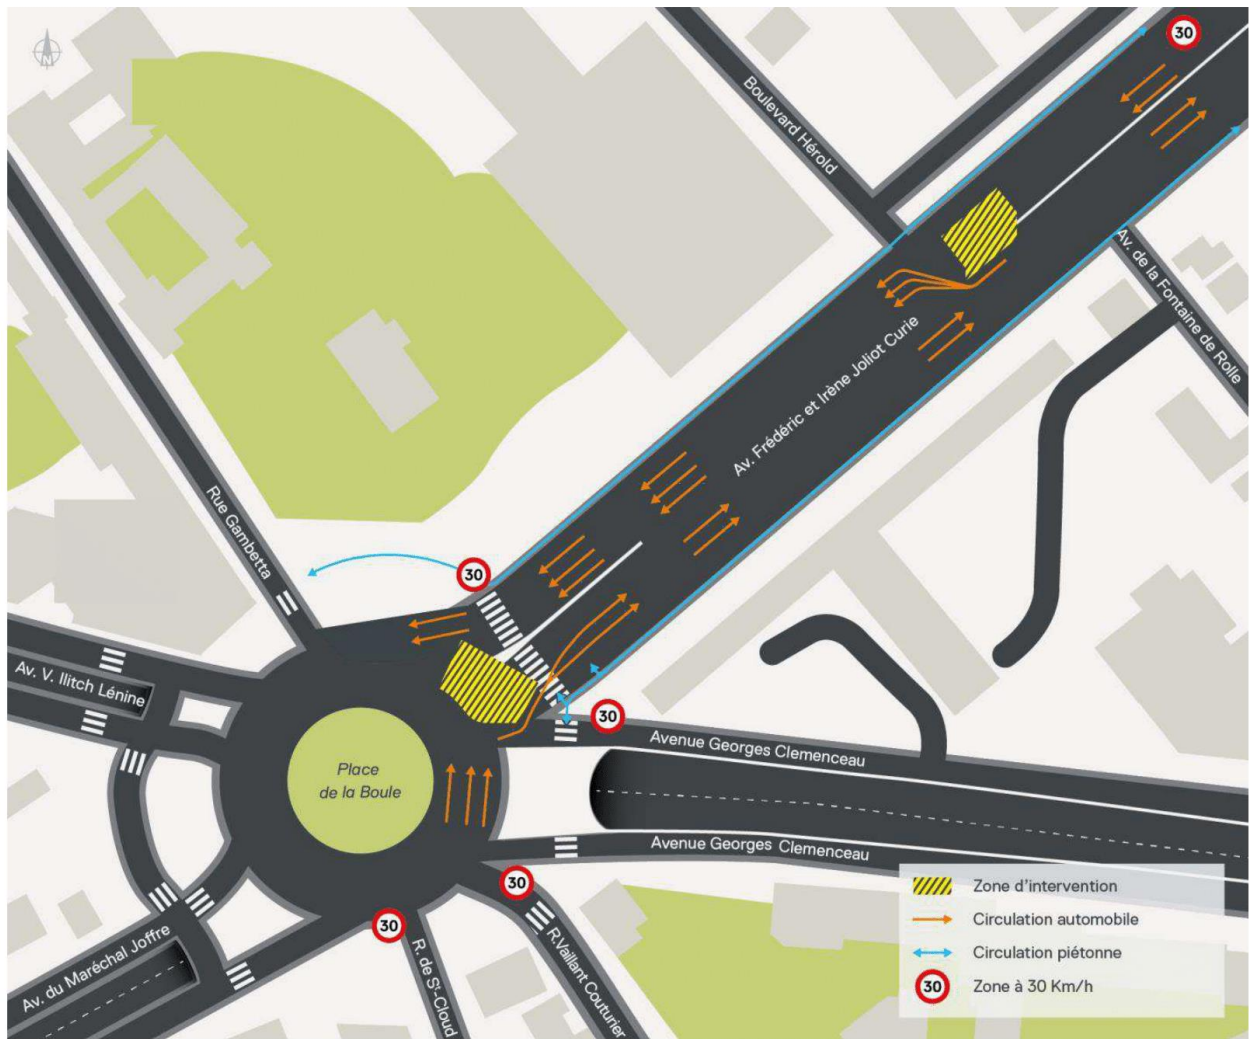 N
30
Boulevard Hérold
Av. de la Fontaine de Rolle
Av. Frédéric et Irène Joliot Curie
Rue Gambetta
30
Av. V. Ilitch Lénine
30
Avenue Georges Clemenceau
Place
de la Boule
Avenue Georges Clemenceau
30
30
R.Vaillant Couturier
R. de Sᵗ-Cloud
Av. du Maréchal Joffre
Zone d'intervention
Circulation automobile
Circulation piétonne
30 Zone à 30 Km/h